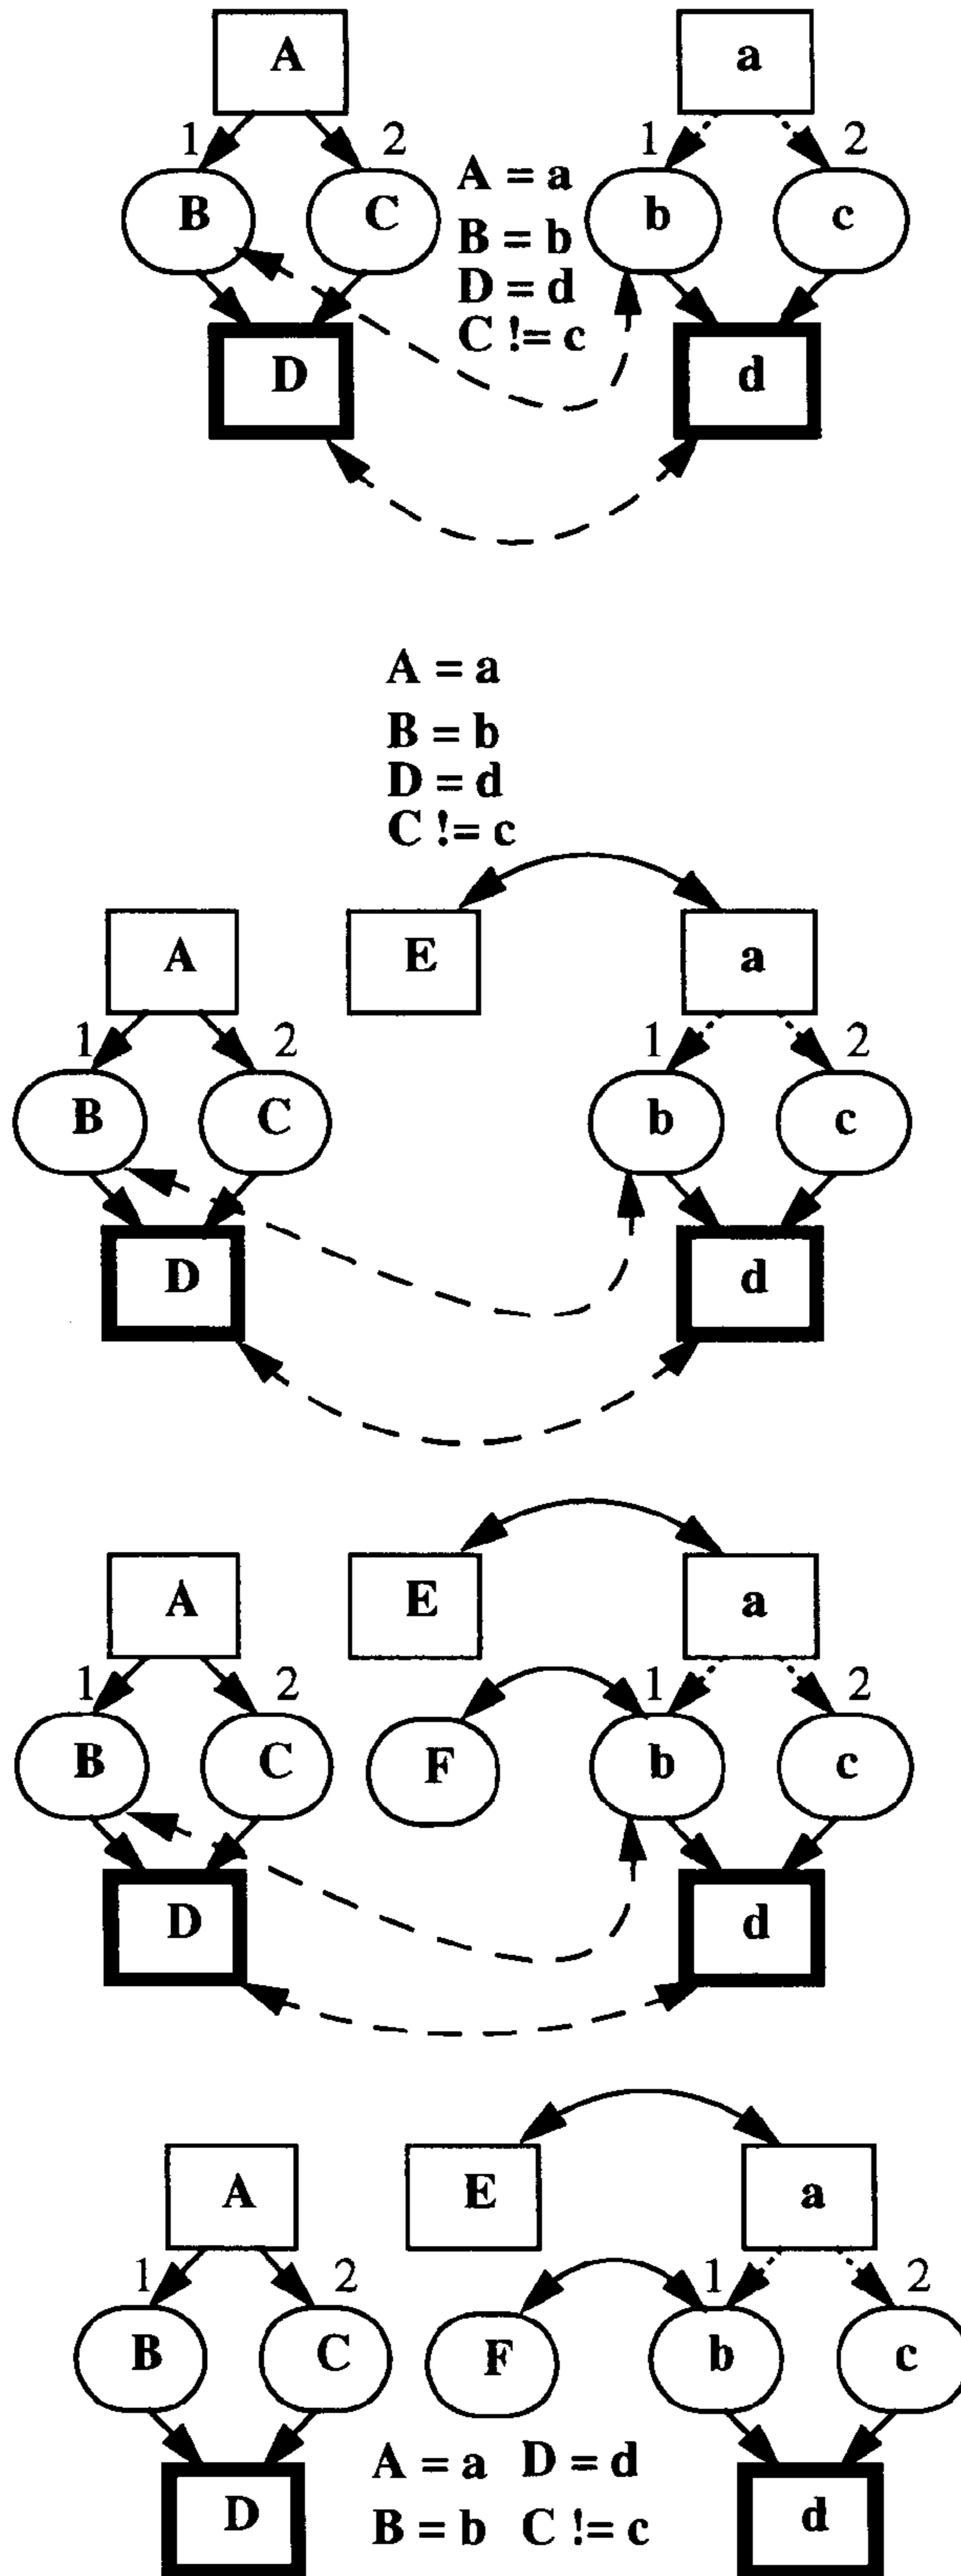 A a
1 2 1 2
A = a
B C b c
B = b
D = d
C != c
D d
A = a
B = b
D = d
C != c
A E a
1 2 1 2
B C b c
D d
A E a
1 2 1 2
B C F b c
D d
A E a
1 2 1 2
B C F b c
A = a D = d
D d
B = b C != c